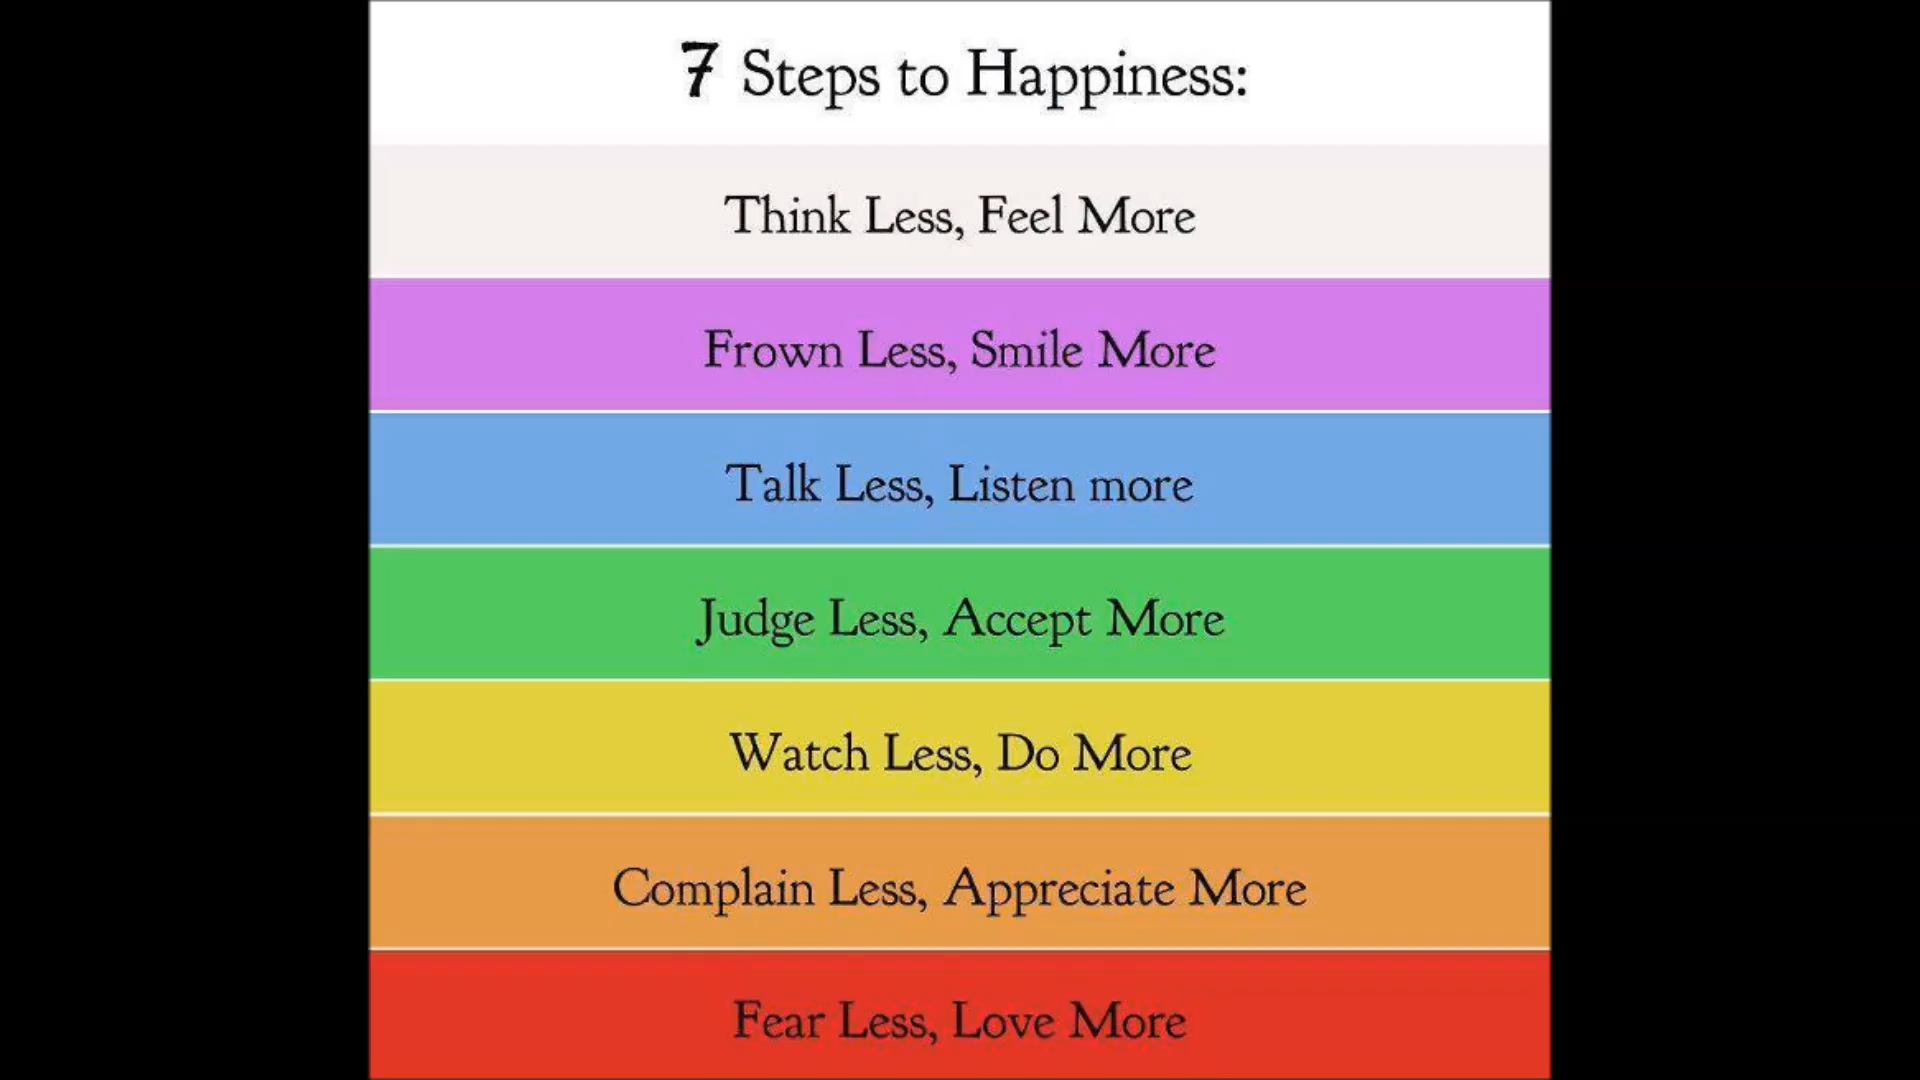 7 Steps to Happiness:
Think Less, Feel More
Frown Less, Smile More
Talk Less, Listen more
Judge Less, Accept More
Watch Less, Do More
Complain Less, Appreciate More
Fear Less, Love More